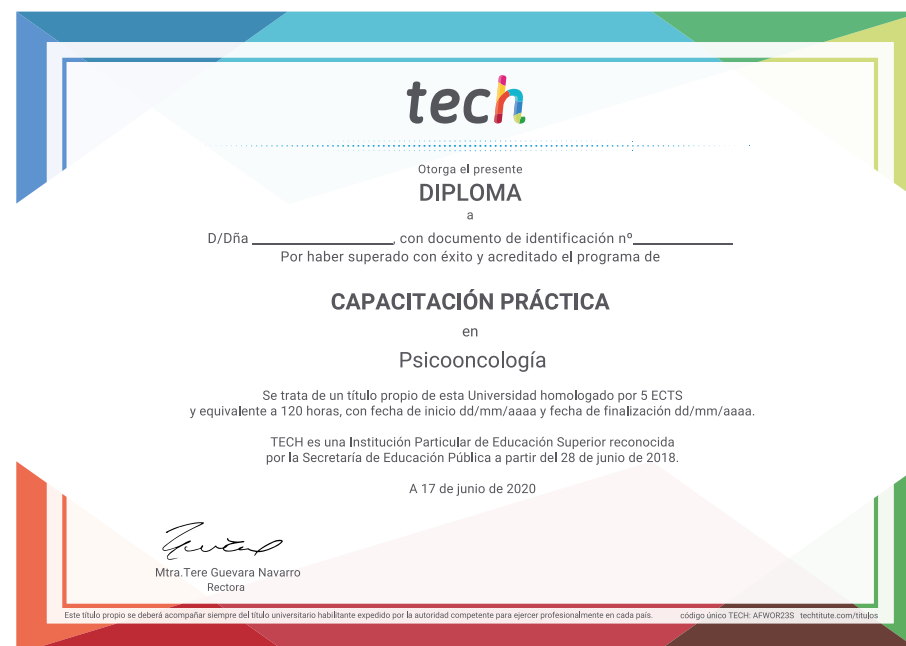 tech
Otorga el presente
DIPLOMA
a
D/Dña ____________________, con documento de identificación nº______________
Por haber superado con éxito y acreditado el programa de
CAPACITACIÓN PRÁCTICA
en
Psicooncología
Se trata de un título propio de esta Universidad homologado por 5 ECTS
y equivalente a 120 horas, con fecha de inicio dd/mm/aaaa y fecha de finalización dd/mm/aaaa.
TECH es una Institución Particular de Educación Superior reconocida
por la Secretaría de Educación Pública a partir del 28 de junio de 2018.
A 17 de junio de 2020
Mtra.Tere Guevara Navarro
Rectora
Este título propio se deberá acompañar siempre del título universitario habilitante expedido por la autoridad competente para ejercer profesionalmente en cada país. código único TECH: AFWOR23S techtitute.com/titulos